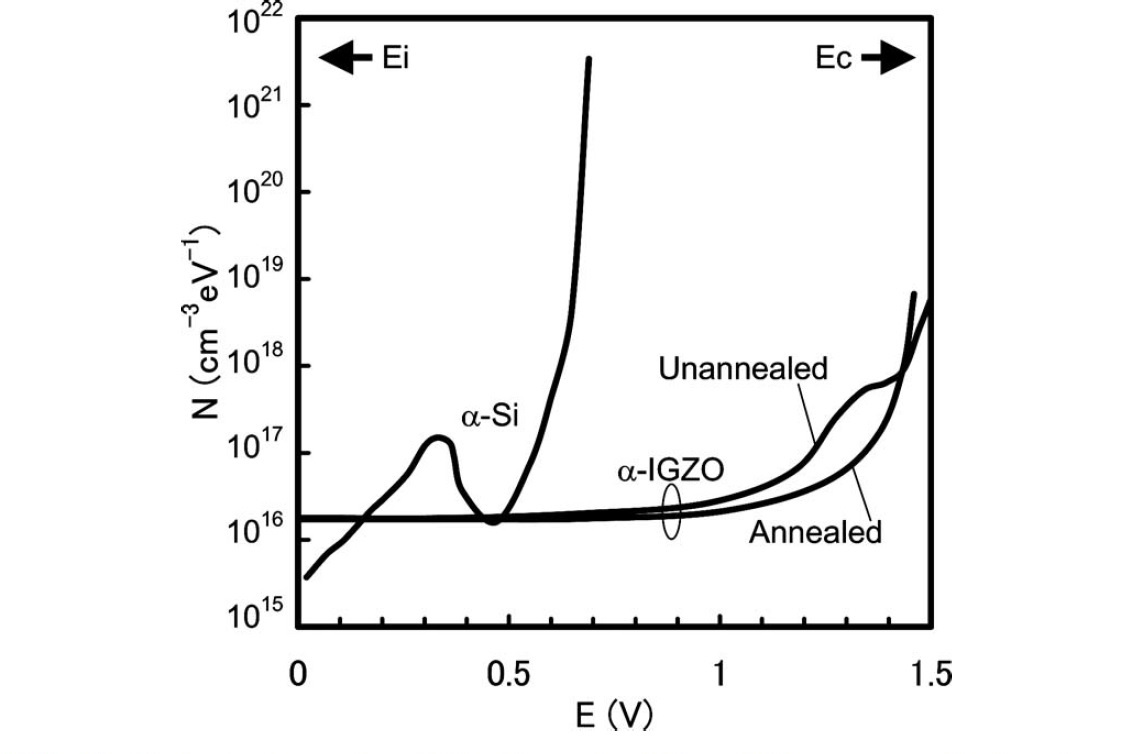 10²²
Ei
Ec
10²¹
10²⁰
10¹⁹
N (cm⁻³eV⁻¹)
10¹⁸
Unannealed
α-Si
10¹⁷
α-IGZO
10¹⁶
Annealed
10¹⁵
0 0.5 1 1.5
E (V)